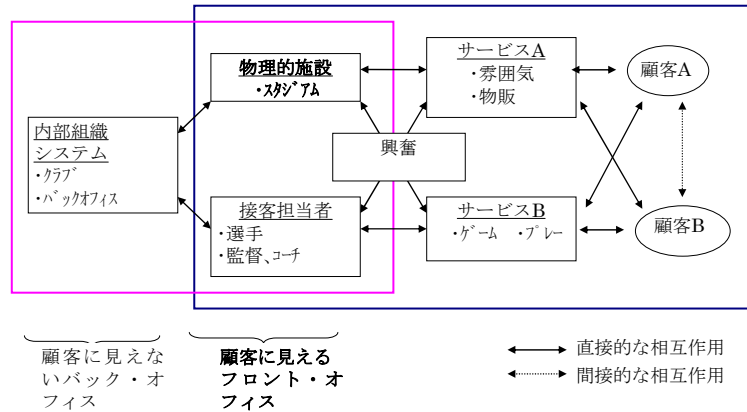 物理的施設
・スタジアム
サービスA
・雰囲気
・物販
顧客A
内部組織
システム
・クラブ
・バックオフィス
興奮
接客担当者
・選手
・監督、コーチ
サービスB
・ゲーム ・プレー
顧客B
顧客に見えな
いバック・オ
フィス
顧客に見える
フロント・オ
フィス
直接的な相互作用
間接的な相互作用